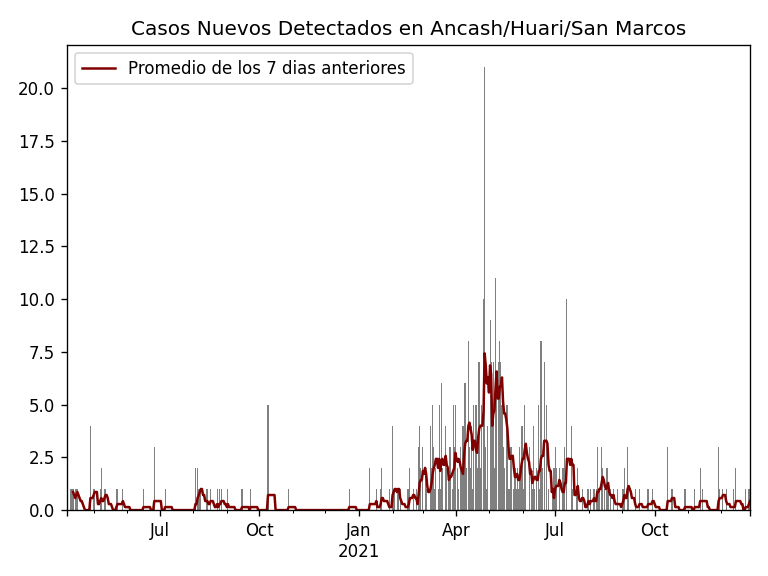 Casos Nuevos Detectados en Ancash/Huari/San Marcos
Promedio de los 7 dias anteriores
20.0
17.5
15.0
12.5
10.0
7.5
5.0
2.5
0.0
Jul
Oct
Jan
2021
Apr
Jul
Oct